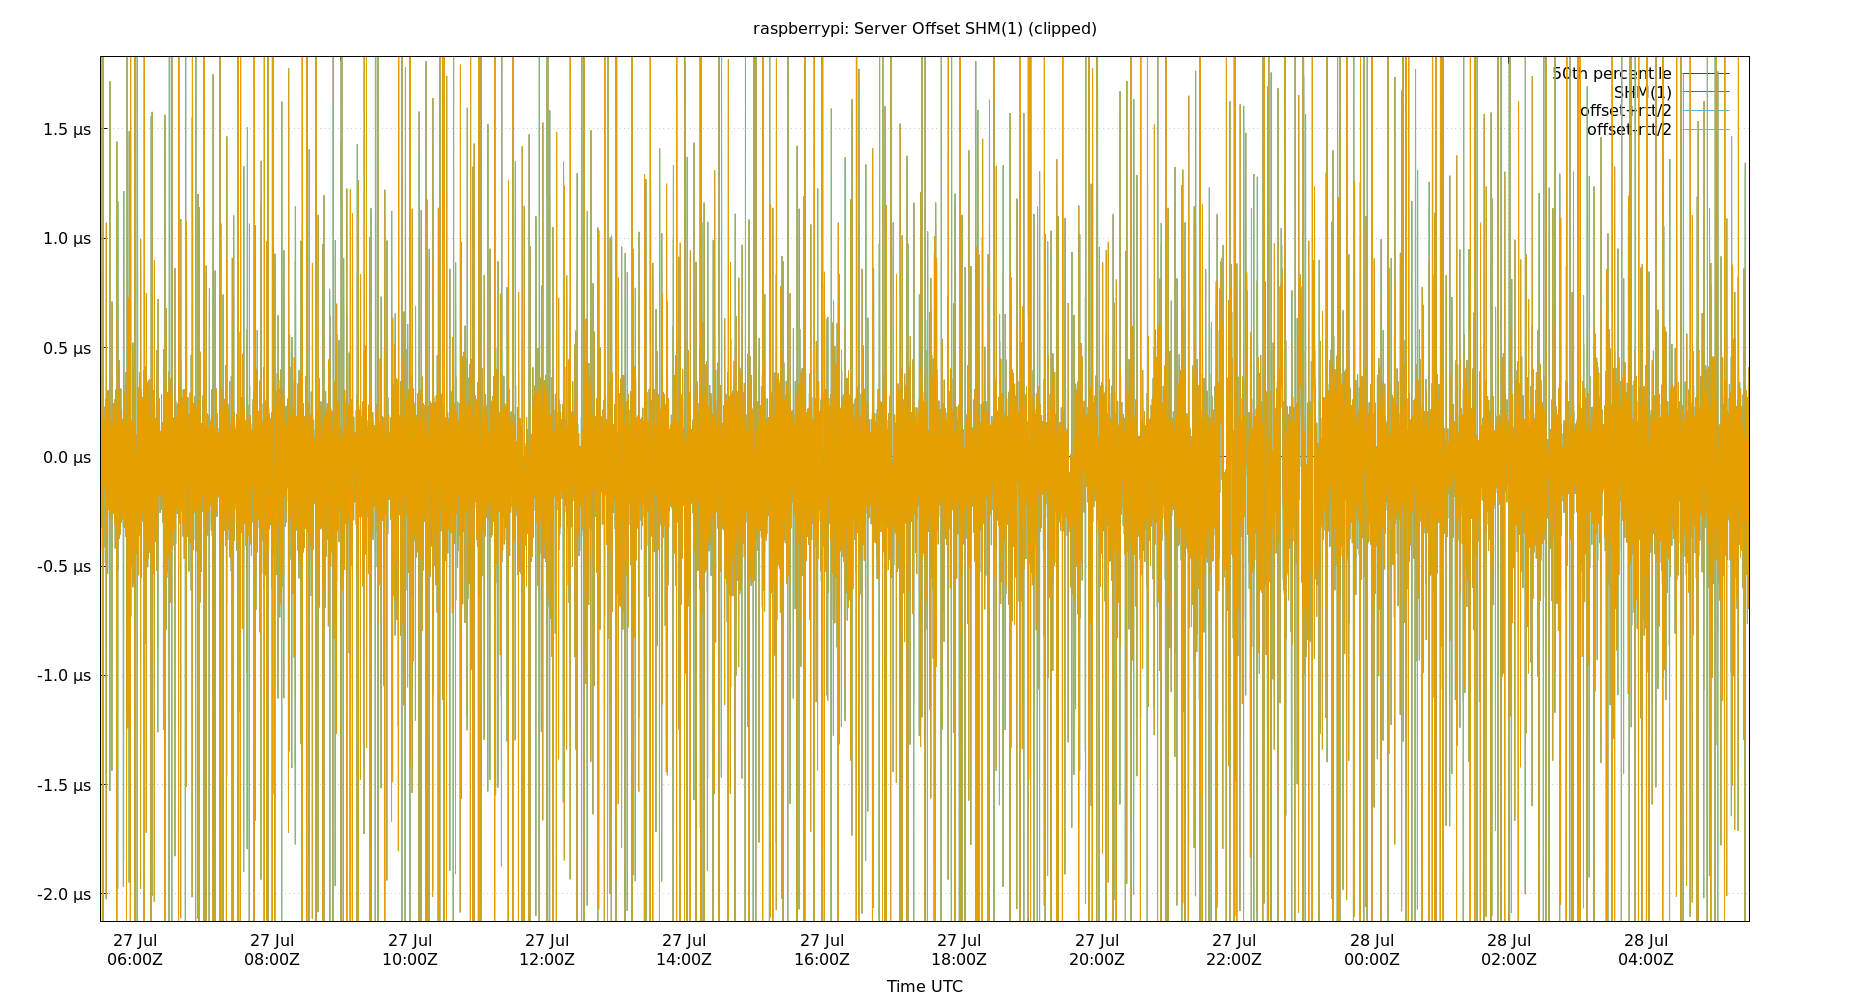 raspberrypi: Server Offset SHM(1) (clipped)
50th percentile
SHM(1)
offset+rtt/2
offset-rtt/2
1.5 µs
1.0 µs
0.5 µs
0.0 µs
-0.5 µs
-1.0 µs
-1.5 µs
-2.0 µs
27 Jul 27 Jul 27 Jul 27 Jul 27 Jul 27 Jul 27 Jul 27 Jul 27 Jul 28 Jul 28 Jul 28 Jul
06:00Z 08:00Z 10:00Z 12:00Z 14:00Z 16:00Z 18:00Z 20:00Z 22:00Z 00:00Z 02:00Z 04:00Z
Time UTC